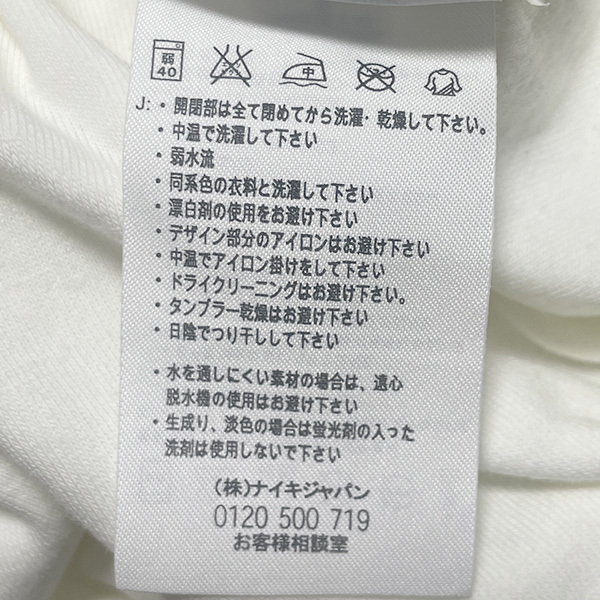 弱
40
中
J: ・開閉部は全て閉めてから洗濯・乾燥して下さい。
・中温で洗濯して下さい
・弱水流
・同系色の衣料と洗濯して下さい
・漂白剤の使用をお避け下さい
・デザイン部分のアイロンはお避け下さい
・中温でアイロン掛けをして下さい
・ドライクリーニングはお避け下さい。
・タンブラー乾燥はお避け下さい
・日陰でつり干しして下さい
・水を通しにくい素材の場合は、遠心
脱水機の使用はお避け下さい
・生成り、淡色の場合は蛍光剤の入った
洗剤は使用しないで下さい
(株)ナイキジャパン
0120 500 719
お客様相談室